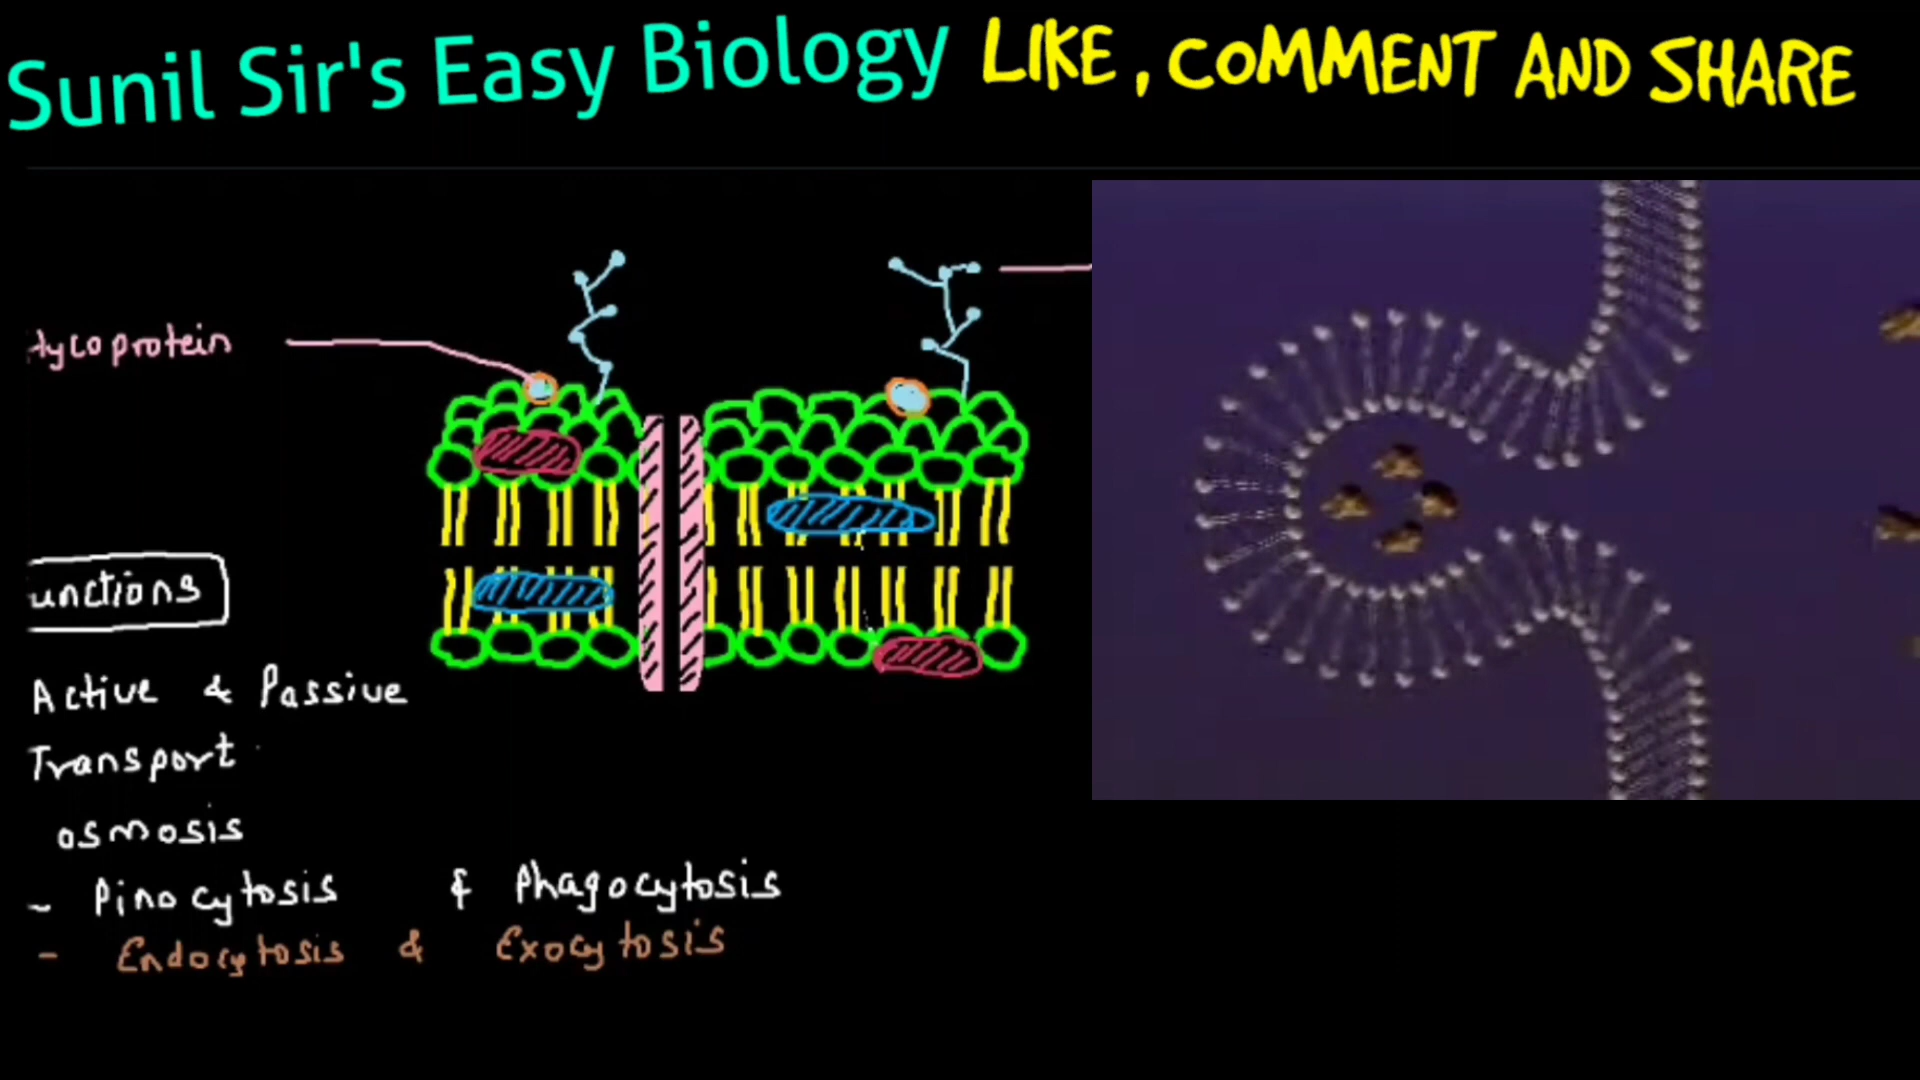 Sunil Sir's Easy Biology LIKE, COMMENT AND SHARE
lycoprotein
unctions
Active & Passive
Transport
osmosis
- Pinocytosis & Phagocytosis
- Endocytosis & Exocytosis